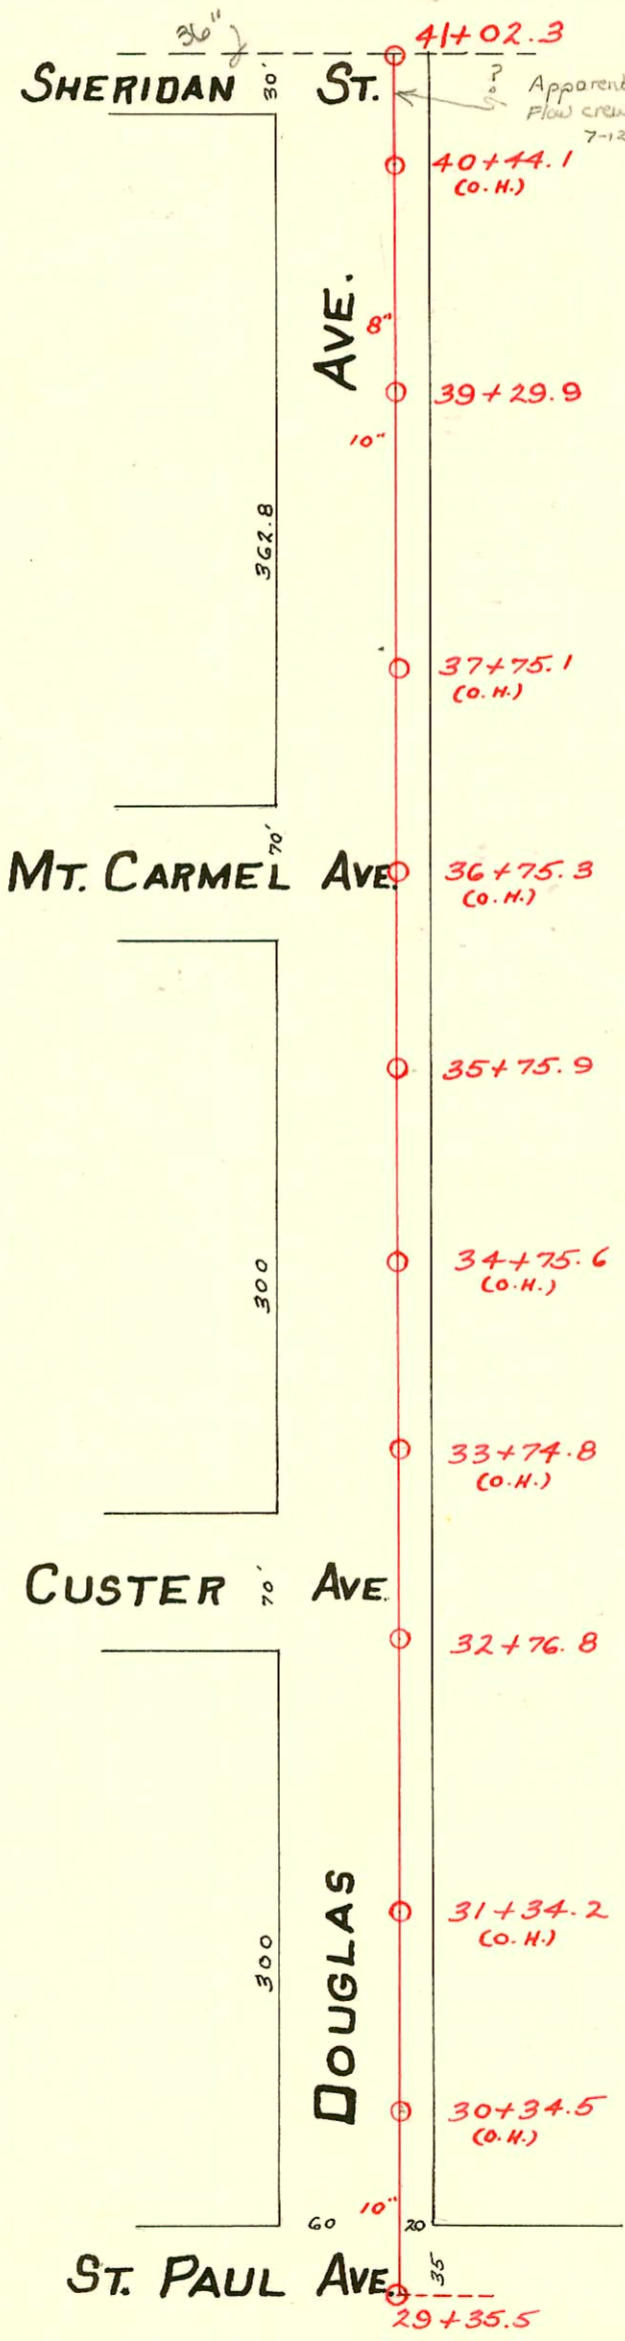 36"
41+02.3
SHERIDAN 30' ST.
?
Flow crew
40+44.1
(O.H.)
AVE.
8"
39+29.9
10"
362.8
37+75.1
(O.H.)
70'
MT. CARMEL AVE.
36+75.3
(O.H.)
35+75.9
34+75.6
(O.H.)
300
33+74.8
(O.H.)
CUSTER 70' AVE.
32+76.8
DOUGLAS
31+34.2
(O.H.)
300
30+34.5
(O.H.)
10"
60 20
35
ST. PAUL AVE.
29+35.5